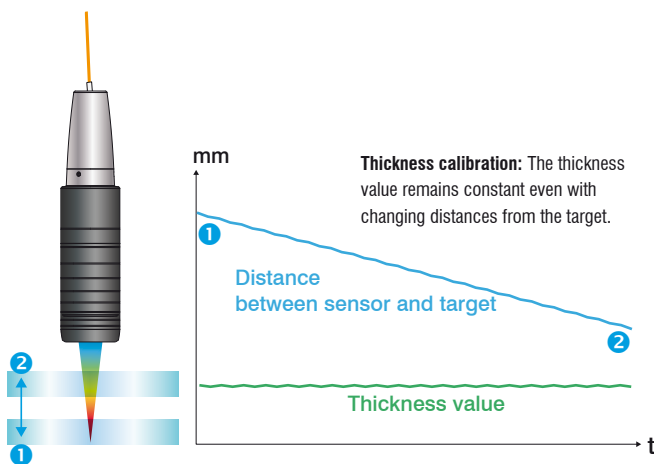 mm
Thickness calibration: The thickness
value remains constant even with
changing distances from the target.
1
Distance
between sensor and target
2
2
Thickness value
1
t